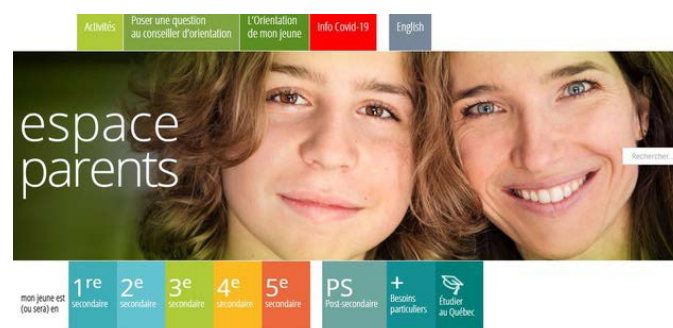 Activités
Poser une question
au conseiller d'orientation
L'Orientation
de mon jeune
Info Covid-19
English
espace
parents
Rechercher...
mon jeune est
(ou sera) en
1re
secondaire
2e
secondaire
3e
secondaire
4e
secondaire
5e
secondaire
PS
Post-secondaire
+
Besoins
particuliers
Étudier
au Québec